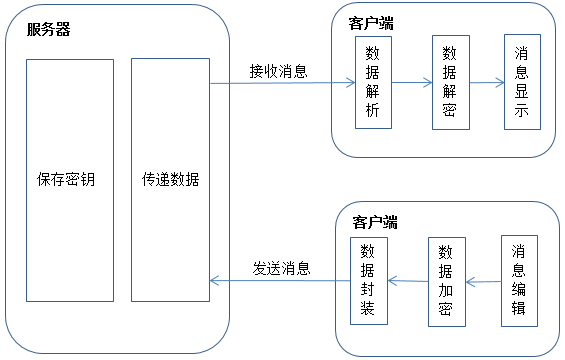 服务器
保存密钥
传递数据
接收消息
客户端
数据解析
数据解密
消息显示
发送消息
客户端
数据封装
数据加密
消息编辑